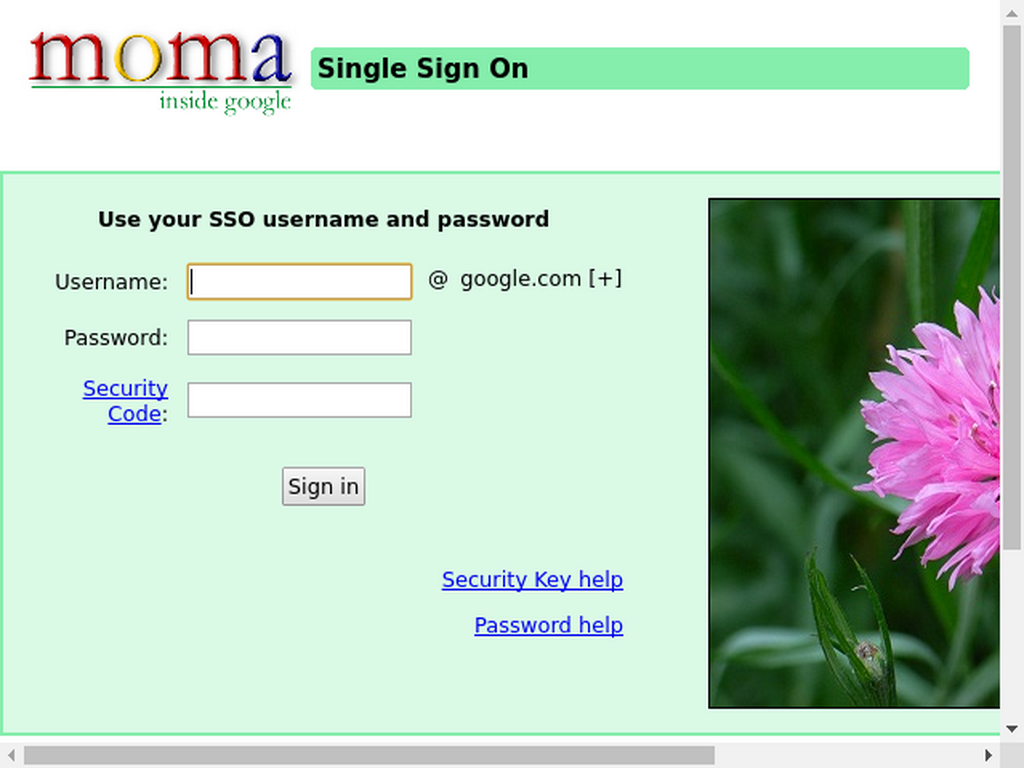 moma
inside google
Single Sign On
Use your SSO username and password
Username:
@ google.com [+]
Password:
Security
Code:
Sign in
Security Key help
Password help